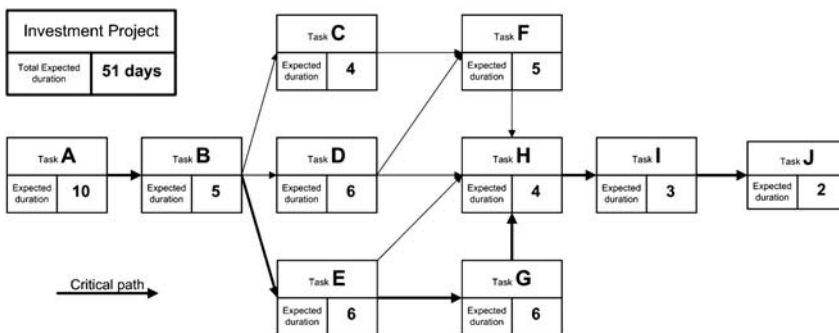 Investment Project
Total Expected duration 51 days
Task C
Expected duration 4
Task F
Expected duration 5
Task A
Expected duration 10
Task B
Expected duration 5
Task D
Expected duration 6
Task H
Expected duration 4
Task I
Expected duration 3
Task J
Expected duration 2
Task E
Expected duration 6
Task G
Expected duration 6
Critical path